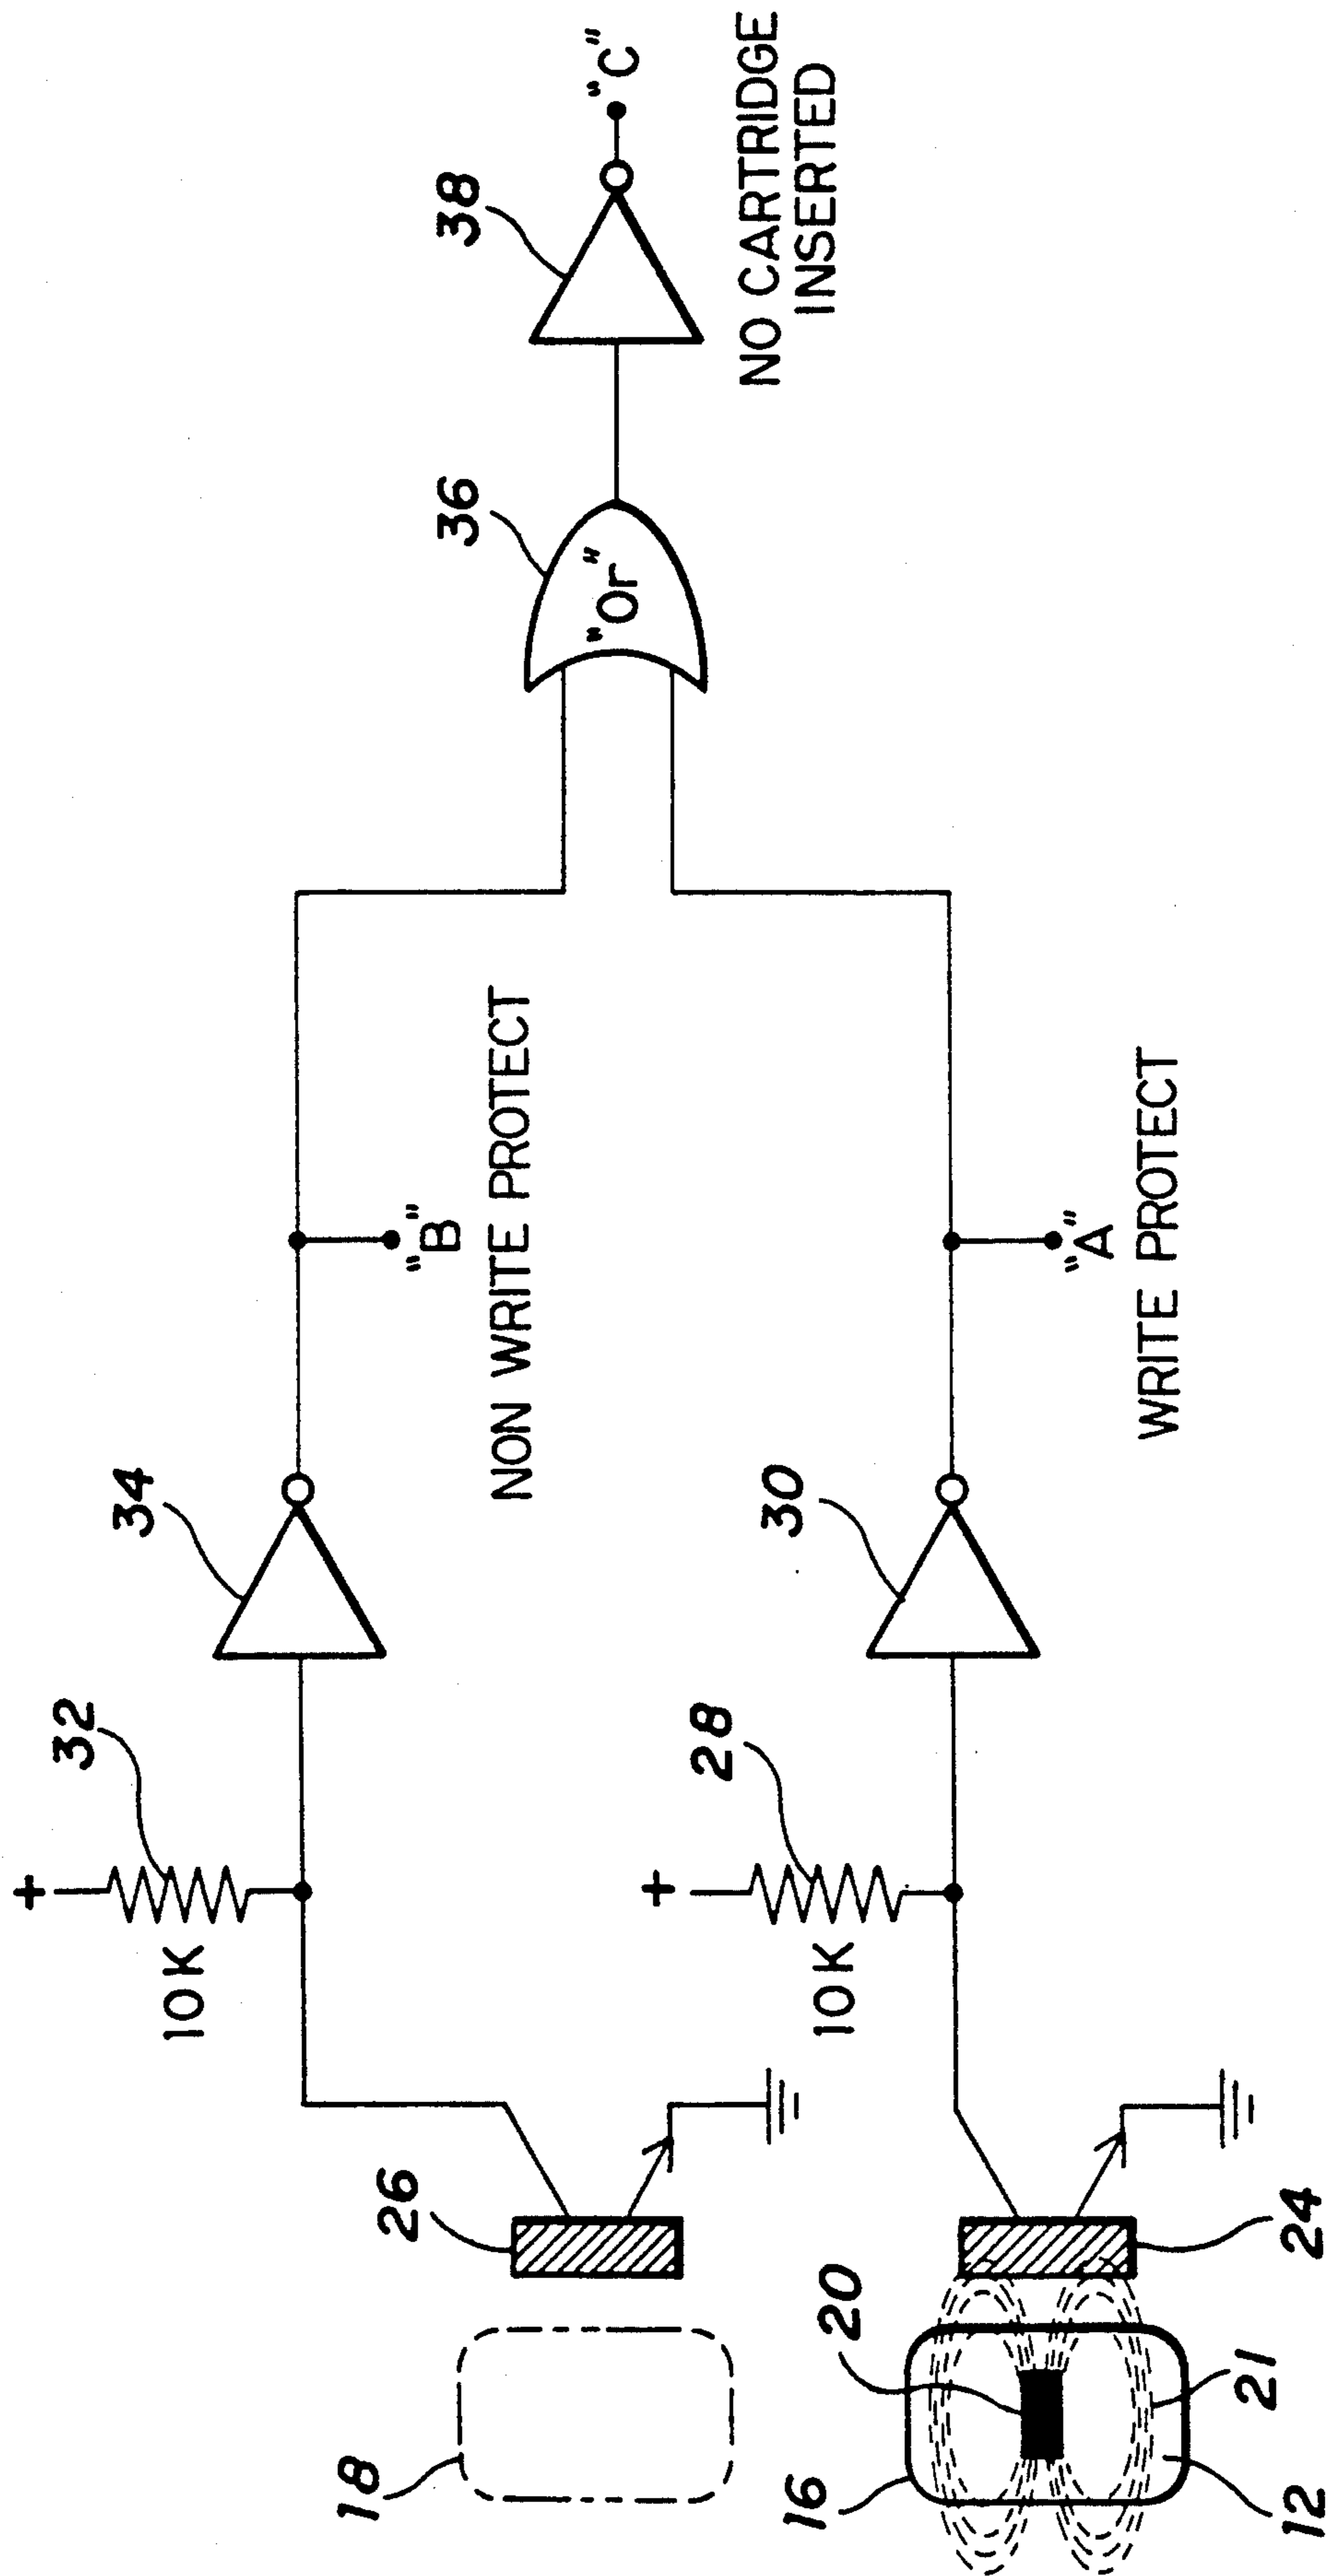 +
32
10K
34
"B"
NON WRITE PROTECT
26
18
+
28
10K
30
"A"
WRITE PROTECT
20
16
24
21
12
36
"Or"
38
"C"
NO CARTRIDGE
INSERTED